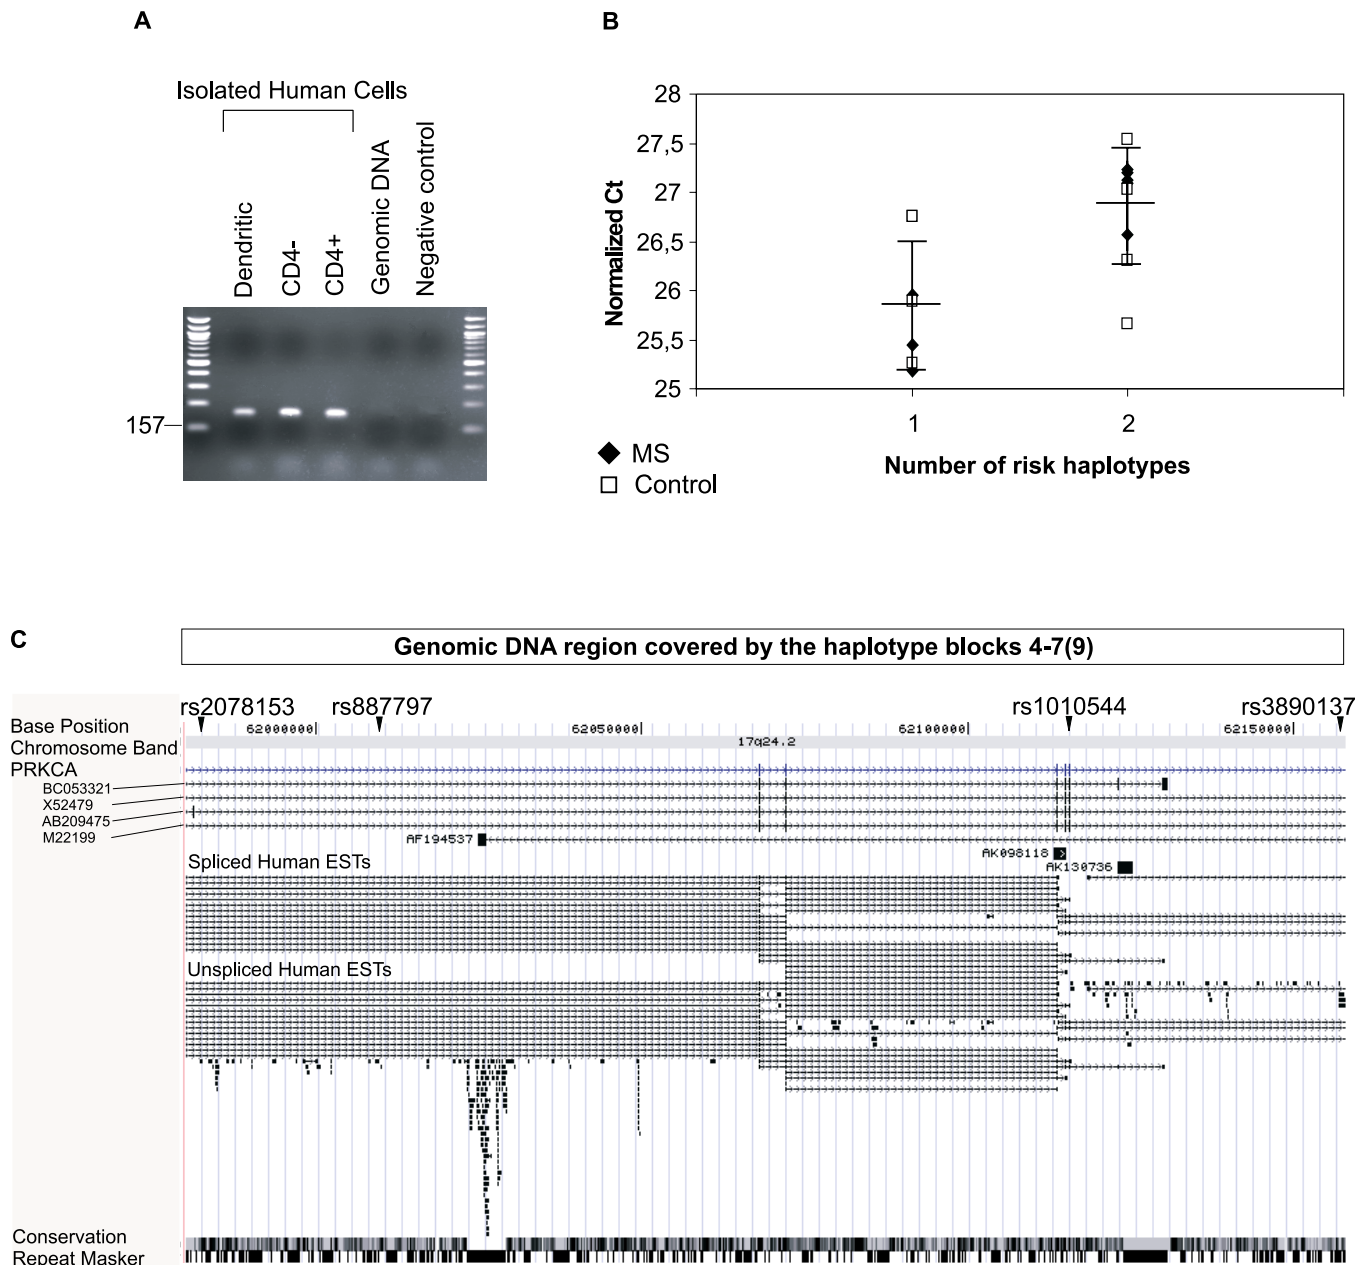 A
Isolated Human Cells
Dendritic
CD4-
CD4+
Genomic DNA
Negative control
157
B
28
27,5
27
26,5
26
25,5
25
Normalized Ct
1
2
Number of risk haplotypes
MS
Control
C
Genomic DNA region covered by the haplotype blocks 4-7(9)
rs2078153
rs887797
rs1010544
rs3890137
Base Position
62000000
62050000
62100000
62150000
Chromosome Band
17q24.2
PRKCA
BC053321
X52479
AB209475
M22199
AF194537
AK098118
AK130736
Spliced Human ESTs
Unspliced Human ESTs
Conservation
Repeat Masker